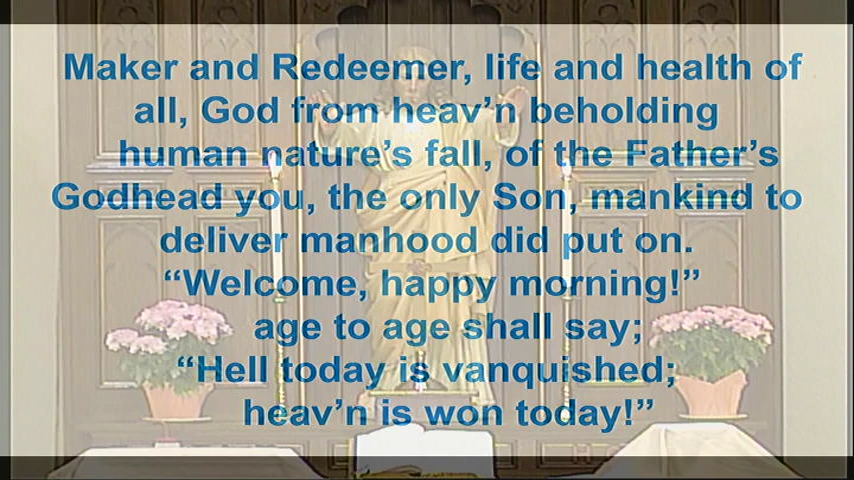 Maker and Redeemer, life and health of
all, God from heav’n beholding
human nature’s fall, of the Father’s
Godhead you, the only Son, mankind to
deliver manhood did put on.
“Welcome, happy morning!”
age to age shall say;
“Hell today is vanquished;
heav’n is won today!”